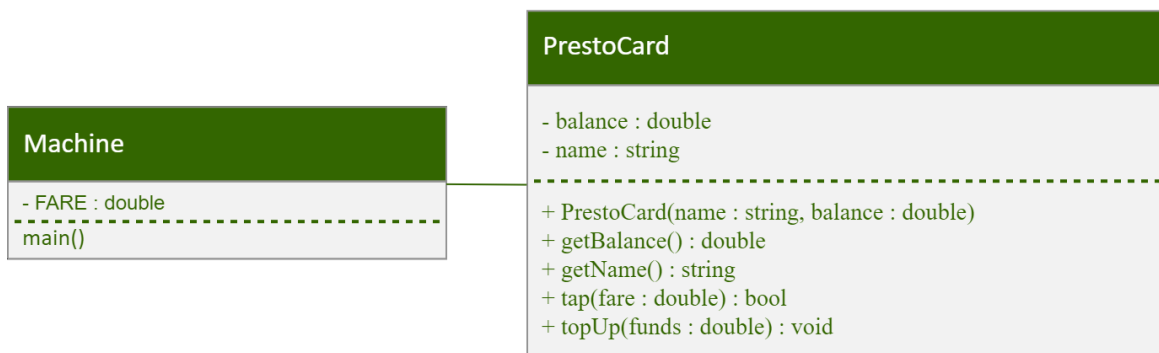 Machine
- FARE : double
main()
PrestoCard
- balance : double
- name : string
+ PrestoCard(name : string, balance : double)
+ getBalance() : double
+ getName() : string
+ tap(fare : double) : bool
+ topUp(funds : double) : void